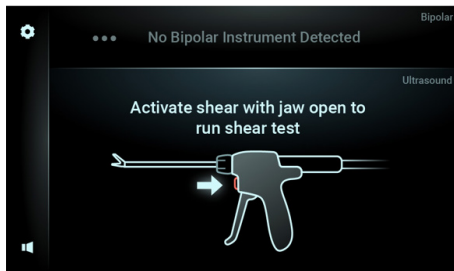 Bipolar
No Bipolar Instrument Detected
Ultrasound
Activate shear with jaw open to
run shear test